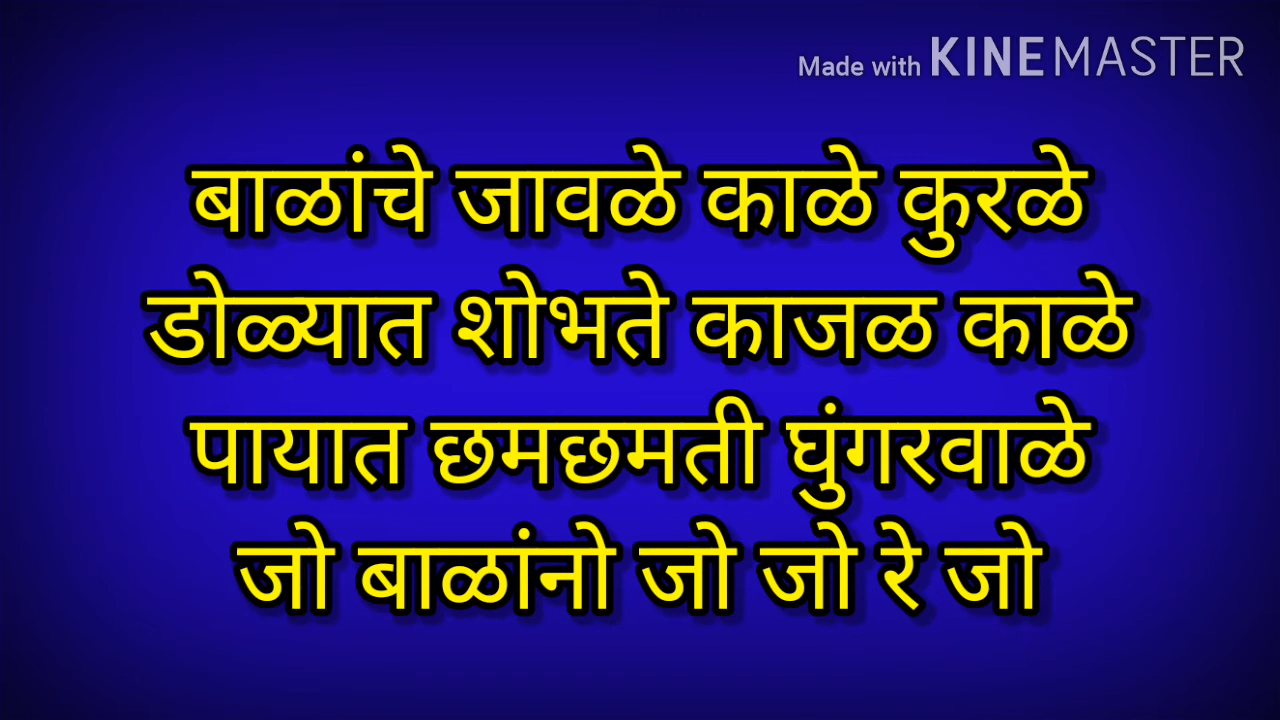 Made with KINEMASTER
बाळांचे जावळे काळे कुरळे
डोळ्यात शोभते काजळ काळे
पायात छमछमती घुंगरवाळे
जो बाळांनो जो जो रे जो